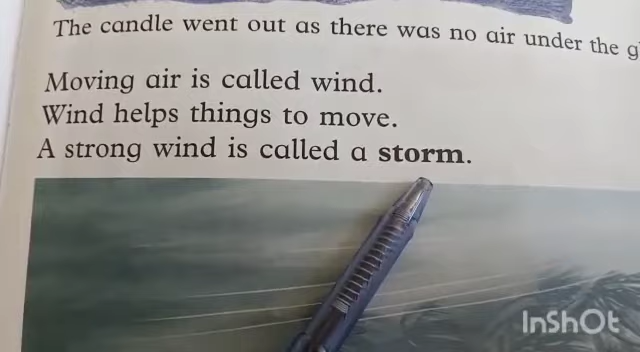 The candle went out as there was no air under the
Moving air is called wind.
Wind helps things to move.
A strong wind is called a storm.
InShOt